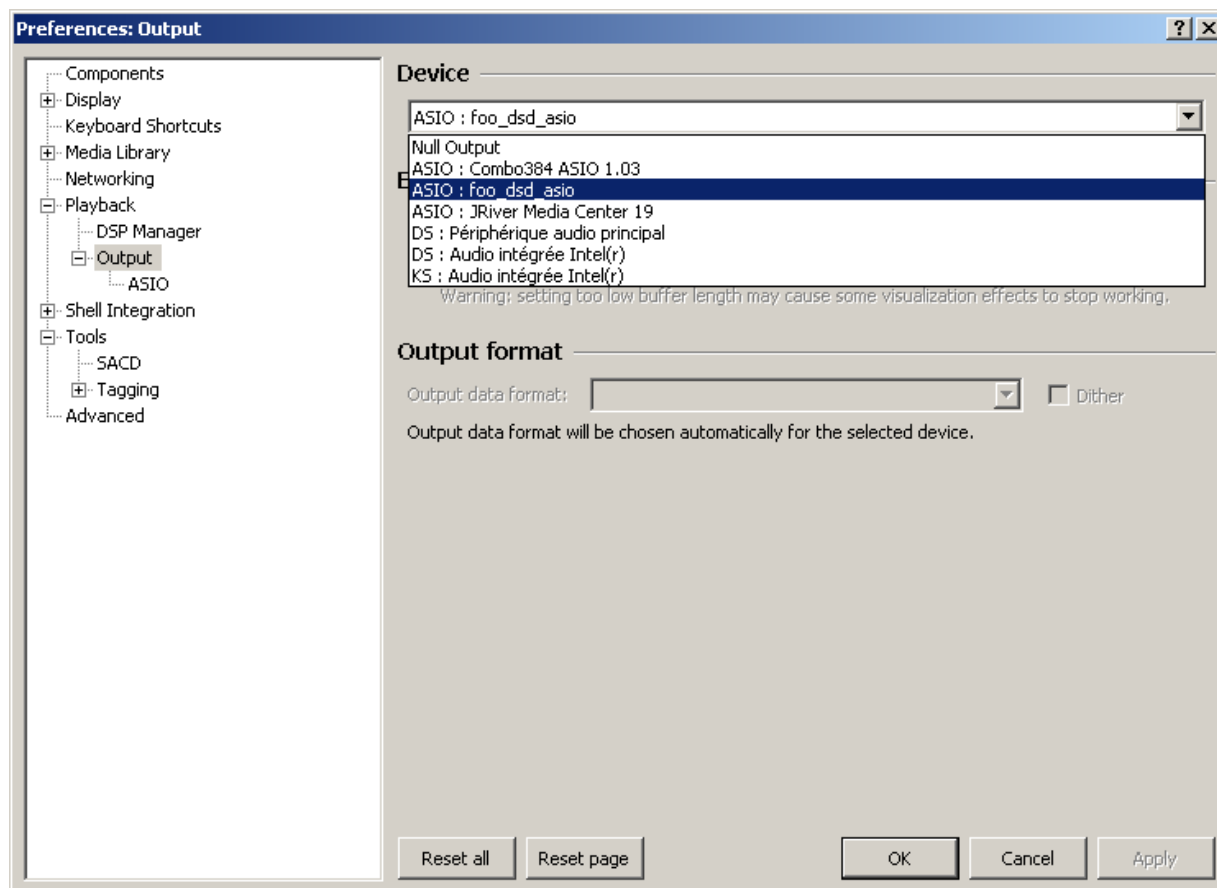 Preferences: Output
Components
Display
Keyboard Shortcuts
Media Library
Networking
Playback
DSP Manager
Output
ASIO
Shell Integration
Tools
SACD
Tagging
Advanced
Device
ASIO : foo_dsd_asio
Null Output
ASIO : Combo384 ASIO 1.03
ASIO : foo_dsd_asio
ASIO : JRiver Media Center 19
DS : Périphérique audio principal
DS : Audio intégrée Intel(r)
KS : Audio intégrée Intel(r)
Warning: setting too low buffer length may cause some visualization effects to stop working.
Output format
Output data format:
Dither
Output data format will be chosen automatically for the selected device.
Reset all
Reset page
OK
Cancel
Apply